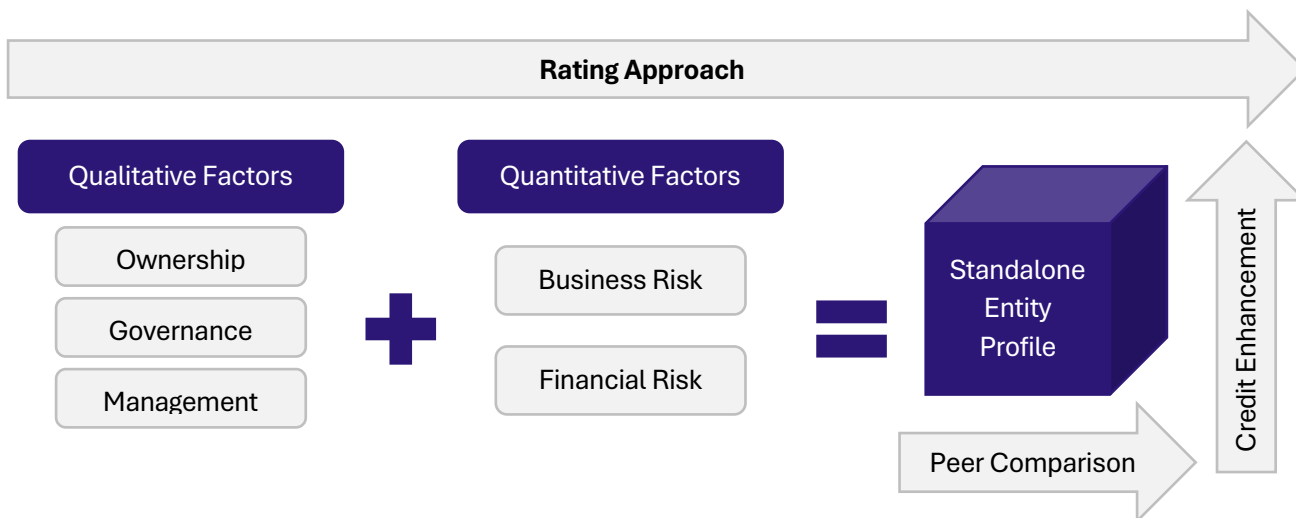 Rating Approach
Qualitative Factors
Ownership
Governance
Management
Quantitative Factors
Business Risk
Financial Risk
Standalone
Entity
Profile
Peer Comparison
Credit Enhancement